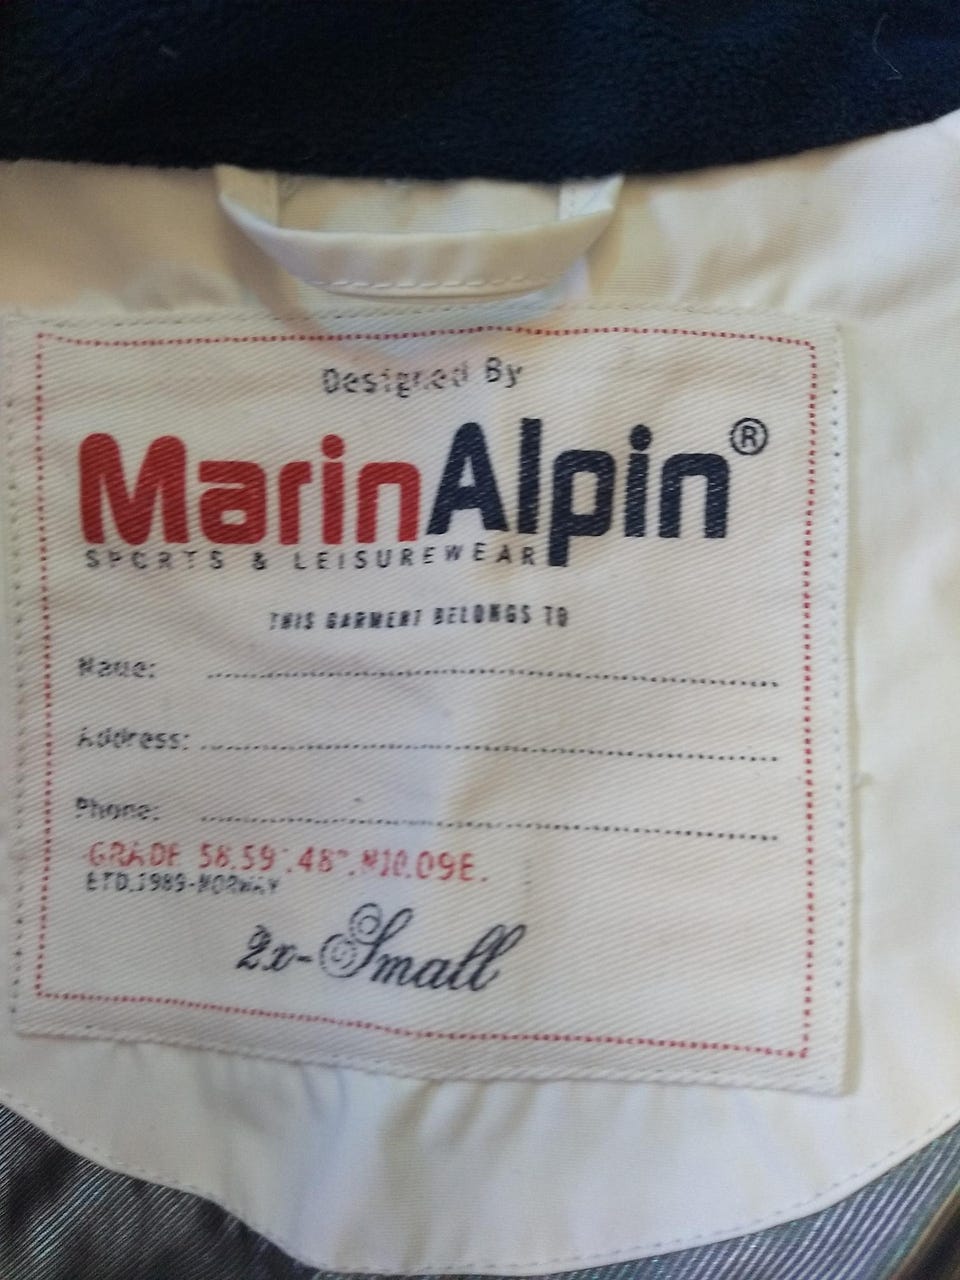 Designed By
MarinAlpin®
SPORTS & LEISUREWEAR
THIS GARMENT BELONGS TO
Name:
Address:
Phone:
GRADE 58.59".48".N10.09E.
ETD.1989-NORWAY
2x-Small